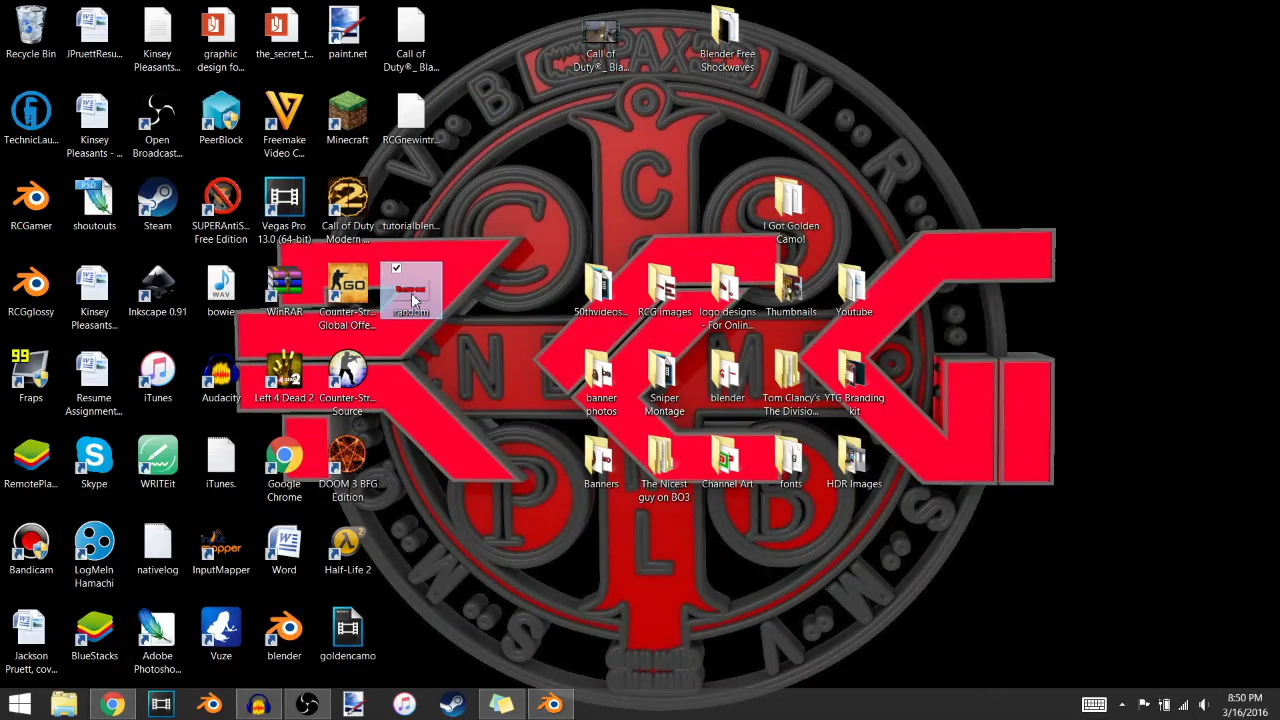 Recycle Bin
JPruettResu...
Kinsey
Pleasants...
graphic
design fo...
the_secret_t...
paint.net
Call of
Duty®_ Bla...
Call of
Duty®_ Bla...
Blender Free
Shockwaves
TechnicLau...
Kinsey
Pleasants - ...
Open
Broadcast...
PeerBlock
Freemake
Video C...
Minecraft
RCGnewintr...
RCGamer
PSD
shoutouts
Steam
SUPERAntiS...
Free Edition
Vegas Pro
13.0 (64-bit)
Call of Duty
Modern ...
tutorialblen...
I Got Golden
Camo!
RCGglossy
Kinsey
Pleasants...
Inkscape 0.91
WAV
bowie
WinRAR
GO
Counter-Str...
Global Offe...
random
50thvideos...
RCG images
logo designs
- For Onlin...
Thumbnails
Youtube
99
Fraps
Resume
Assignment...
iTunes
Audacity
Left 4 Dead 2
Counter-Str...
Source
banner
photos
Sniper
Montage
blender
Tom Clancy's
The Divisio...
YTG Branding
kit
RemotePla...
Skype
WRITEit
iTunes.
Google
Chrome
DOOM 3 BFG
Edition
Banners
The Nicest
guy on BO3
Channel Art
fonts
HDR Images
Bandicam
LogMeIn
Hamachi
nativelog
InputMapper
Word
Half-Life 2
Jackson
Pruett, cov...
BlueStacks
Adobe
Photosho...
Vuze
blender
SONY
goldencamo
PAX
V
B
V
R
C
S
C
S
N
D
S
M
D
P
B
L
S
M
Q
V
S
M
V
8:50 PM
3/16/2016